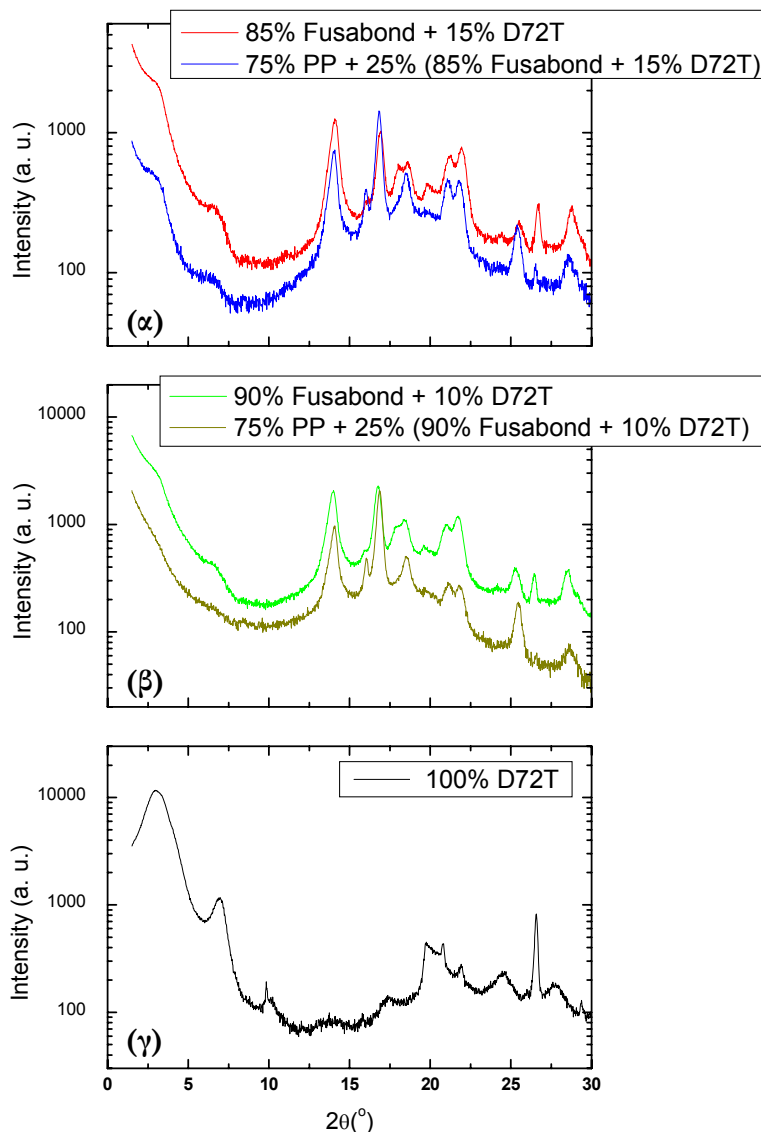 85% Fusabond + 15% D72T
75% PP + 25% (85% Fusabond + 15% D72T)
1000
100
Intensity (a. u.)
(α)
90% Fusabond + 10% D72T
75% PP + 25% (90% Fusabond + 10% D72T)
10000
1000
100
Intensity (a. u.)
(β)
100% D72T
10000
1000
100
Intensity (a. u.)
(γ)
0 5 10 15 20 25 30
2θ(°)